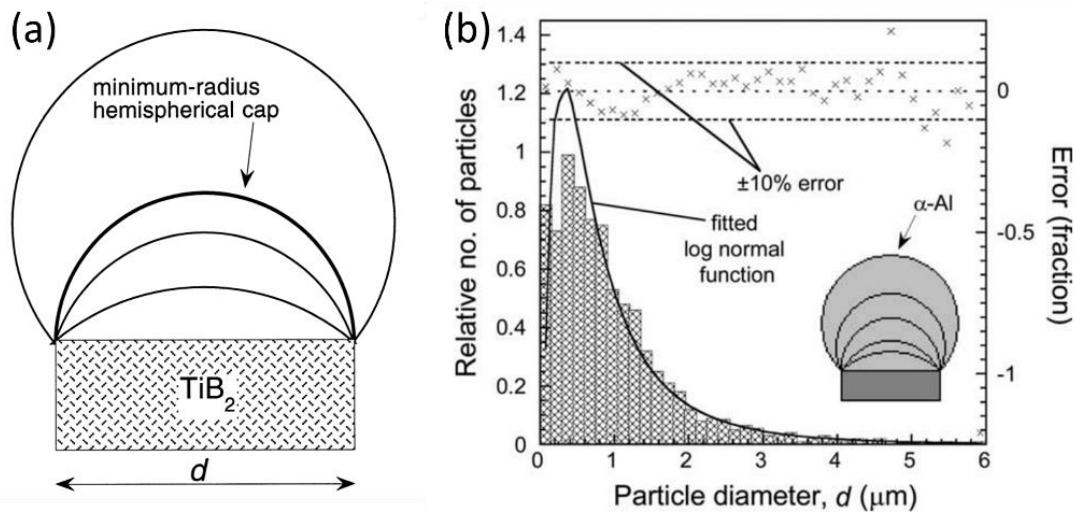 (a)
minimum-radius
hemispherical cap
TiB₂
d
(b)
1.4
1.2
1
0.8
0.6
0.4
0.2
0
Relative no. of particles
±10% error
fitted
log normal
function
α-Al
0
-0.5
-1
Error (fraction)
0 1 2 3 4 5 6
Particle diameter, d (μm)